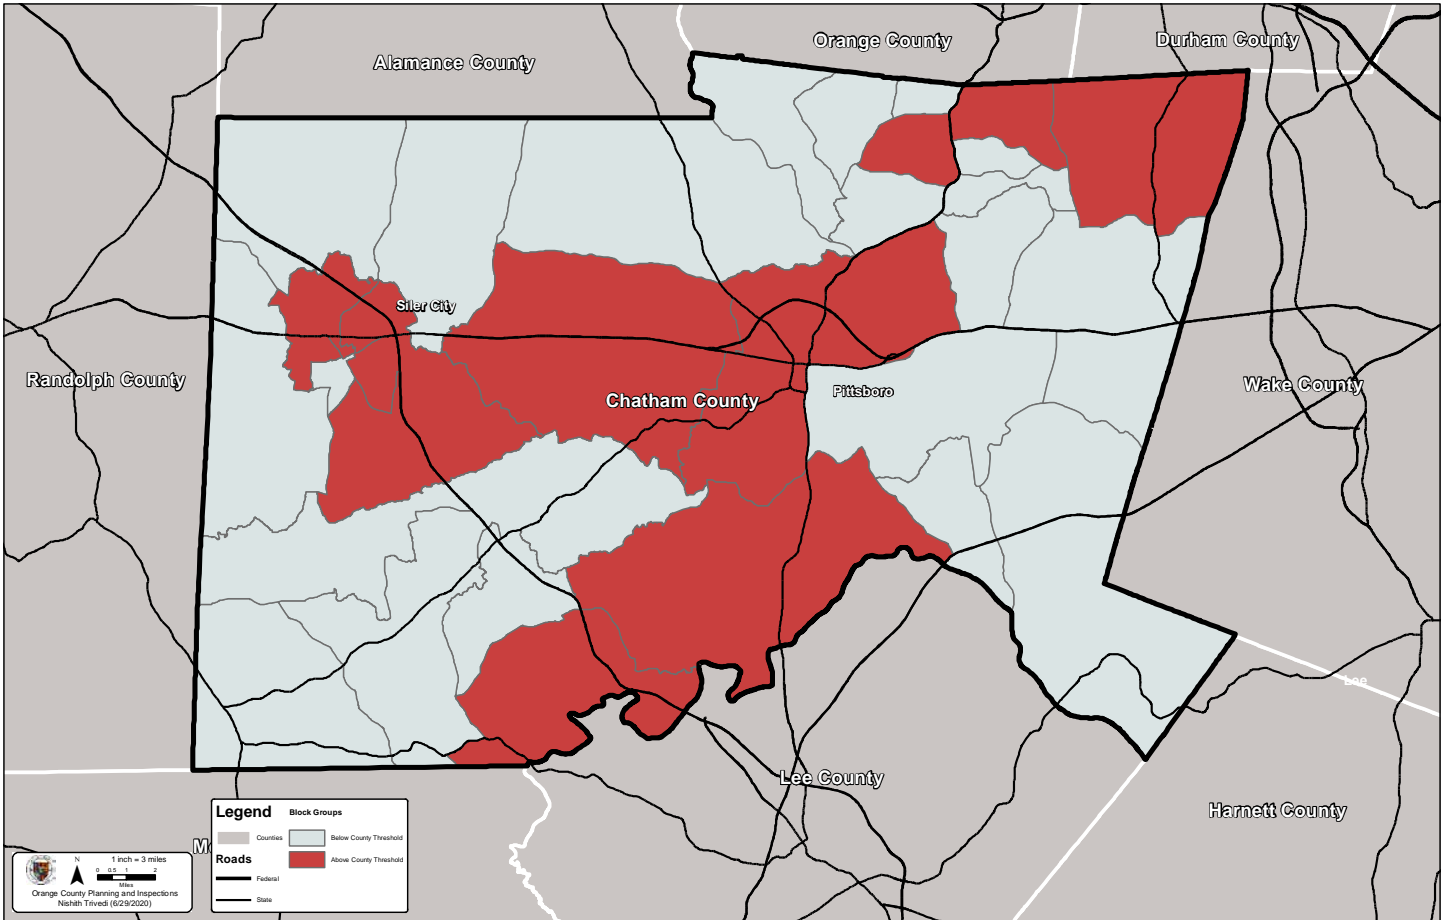 Orange County
Durham County
Alamance County
Siler City
Randolph County
Wake County
Pittsboro
Chatham County
Lee
Lee County
Harnett County
Legend
Block Groups
Counties
Below County Threshold
Roads
Above County Threshold
Federal
State
N
1 inch = 3 miles
0 0.5 1 2
Miles
Orange County Planning and Inspections
Nishith Trivedi (6/29/2020)